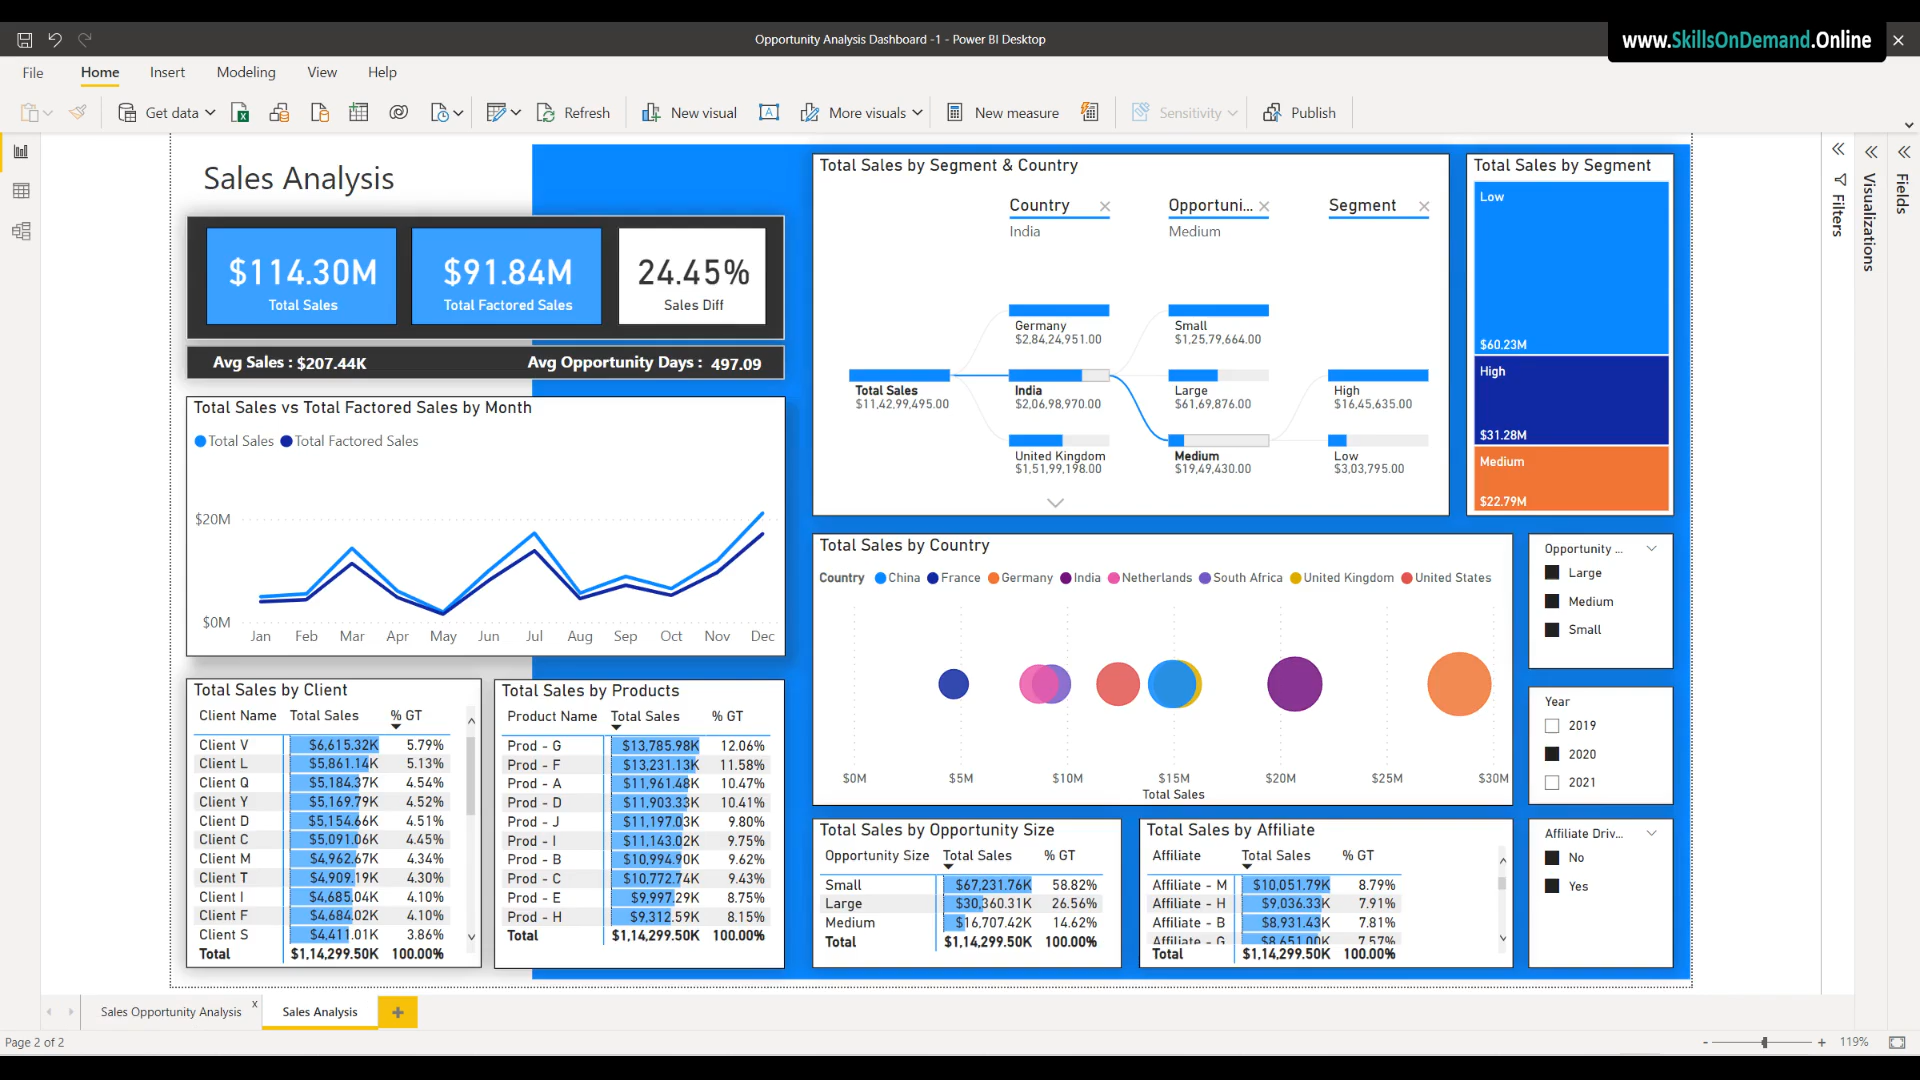 Opportunity Analysis Dashboard -1 - Power BI Desktop
www.SkillsOnDemand.Online
File Home Insert Modeling View Help
Get data Refresh New visual More visuals New measure Sensitivity Publish
Sales Analysis
$114.30M
Total Sales
$91.84M
Total Factored Sales
24.45%
Sales Diff
Avg Sales : $207.44K
Avg Opportunity Days : 497.09
Total Sales vs Total Factored Sales by Month
Total Sales Total Factored Sales
$20M
$0M
Jan Feb Mar Apr May Jun Jul Aug Sep Oct Nov Dec
Total Sales by Client
Client Name Total Sales % GT
Client V $6,615.32K 5.79%
Client L $5,861.14K 5.13%
Client Q $5,184.37K 4.54%
Client Y $5,169.79K 4.52%
Client D $5,154.66K 4.51%
Client C $5,091.06K 4.45%
Client M $4,962.67K 4.34%
Client T $4,909.19K 4.30%
Client I $4,685.04K 4.10%
Client F $4,684.02K 4.10%
Client S $4,411.01K 3.86%
Total $1,14,299.50K 100.00%
Total Sales by Products
Product Name Total Sales % GT
Prod - G $13,785.98K 12.06%
Prod - F $13,231.13K 11.58%
Prod - A $11,961.48K 10.47%
Prod - D $11,903.33K 10.41%
Prod - J $11,197.03K 9.80%
Prod - I $11,143.02K 9.75%
Prod - B $10,994.90K 9.62%
Prod - C $10,772.74K 9.43%
Prod - E $9,997.29K 8.75%
Prod - H $9,312.59K 8.15%
Total $1,14,299.50K 100.00%
Total Sales by Segment & Country
Country Opportuni... Segment
India Medium
Total Sales
$11,42,99,495.00
Germany
$2,84,24,951.00
India
$2,06,98,970.00
United Kingdom
$1,51,99,198.00
Small
$1,25,79,664.00
Large
$61,69,876.00
Medium
$19,49,430.00
High
$16,45,635.00
Low
$3,03,795.00
Total Sales by Segment
Low
$60.23M
High
$31.28M
Medium
$22.79M
Total Sales by Country
Country China France Germany India Netherlands South Africa United Kingdom United States
$0M $5M $10M $15M $20M $25M $30M
Total Sales
Opportunity ...
Large
Medium
Small
Year
2019
2020
2021
Total Sales by Opportunity Size
Opportunity Size Total Sales % GT
Small $67,231.76K 58.82%
Large $30,360.31K 26.56%
Medium $16,707.42K 14.62%
Total $1,14,299.50K 100.00%
Total Sales by Affiliate
Affiliate Total Sales % GT
Affiliate - M $10,051.79K 8.79%
Affiliate - H $9,036.33K 7.91%
Affiliate - B $8,931.43K 7.81%
Affiliate - G $8,651.00K 7.57%
Total $1,14,299.50K 100.00%
Affiliate Driv...
No
Yes
Filters
Visualizations
Fields
Sales Opportunity Analysis
Sales Analysis
Page 2 of 2
119%